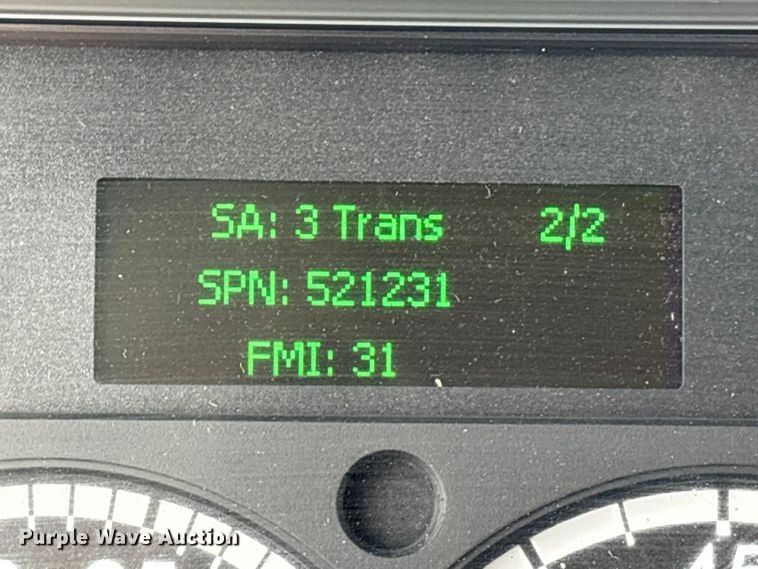 SA: 3 Trans 2/2
SPN: 521231
FMI: 31
Purple Wave Auction